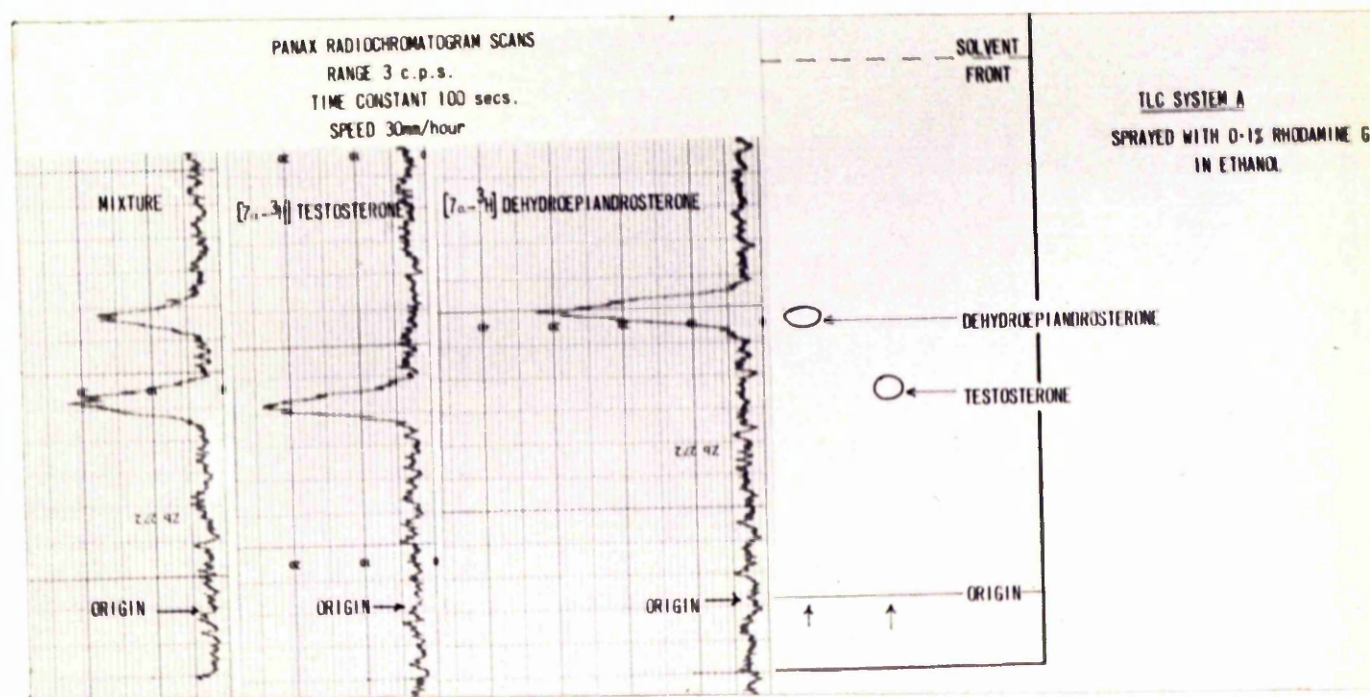 PANAX RADIOCHROMATOGRAM SCANS
RANGE 3 c.p.s.
TIME CONSTANT 100 secs.
SPEED 30mm/hour
SOLVENT
FRONT
TLC SYSTEM A
SPRAYED WITH 0·1% RHODAMINE G
IN ETHANOL
MIXTURE
[7α-³H] TESTOSTERONE
[7α-³H] DEHYDROEPIANDROSTERONE
DEHYDROEPIANDROSTERONE
TESTOSTERONE
ORIGIN
ORIGIN
ORIGIN
ORIGIN